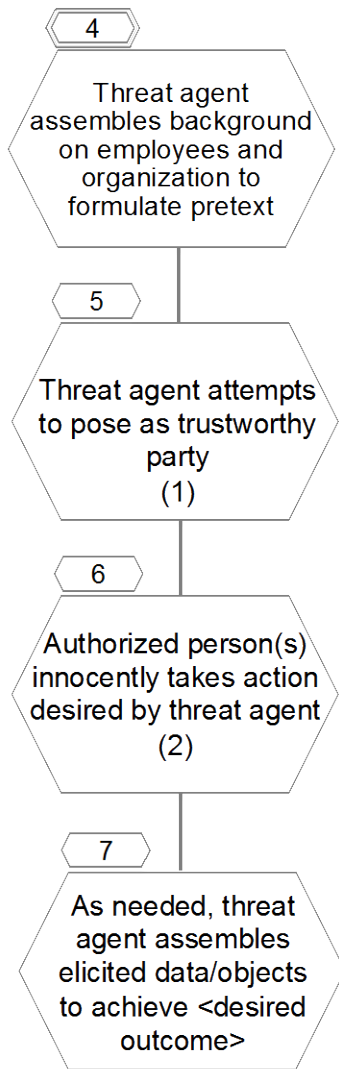 4
Threat agent
assembles background
on employees and
organization to
formulate pretext
5
Threat agent attempts
to pose as trustworthy
party
(1)
6
Authorized person(s)
innocently takes action
desired by threat agent
(2)
7
As needed, threat
agent assembles
elicited data/objects
to achieve <desired
outcome>